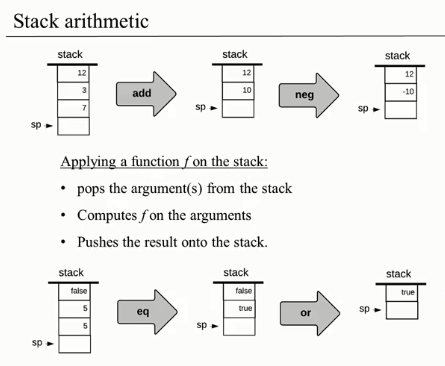 Stack arithmetic
stack
stack
stack
12
3
7
sp
add
12
10
sp
neg
12
-10
sp
Applying a function f on the stack:
• pops the argument(s) from the stack
• Computes f on the arguments
• Pushes the result onto the stack.
stack
stack
stack
false
5
5
sp
eq
false
true
sp
or
true
sp